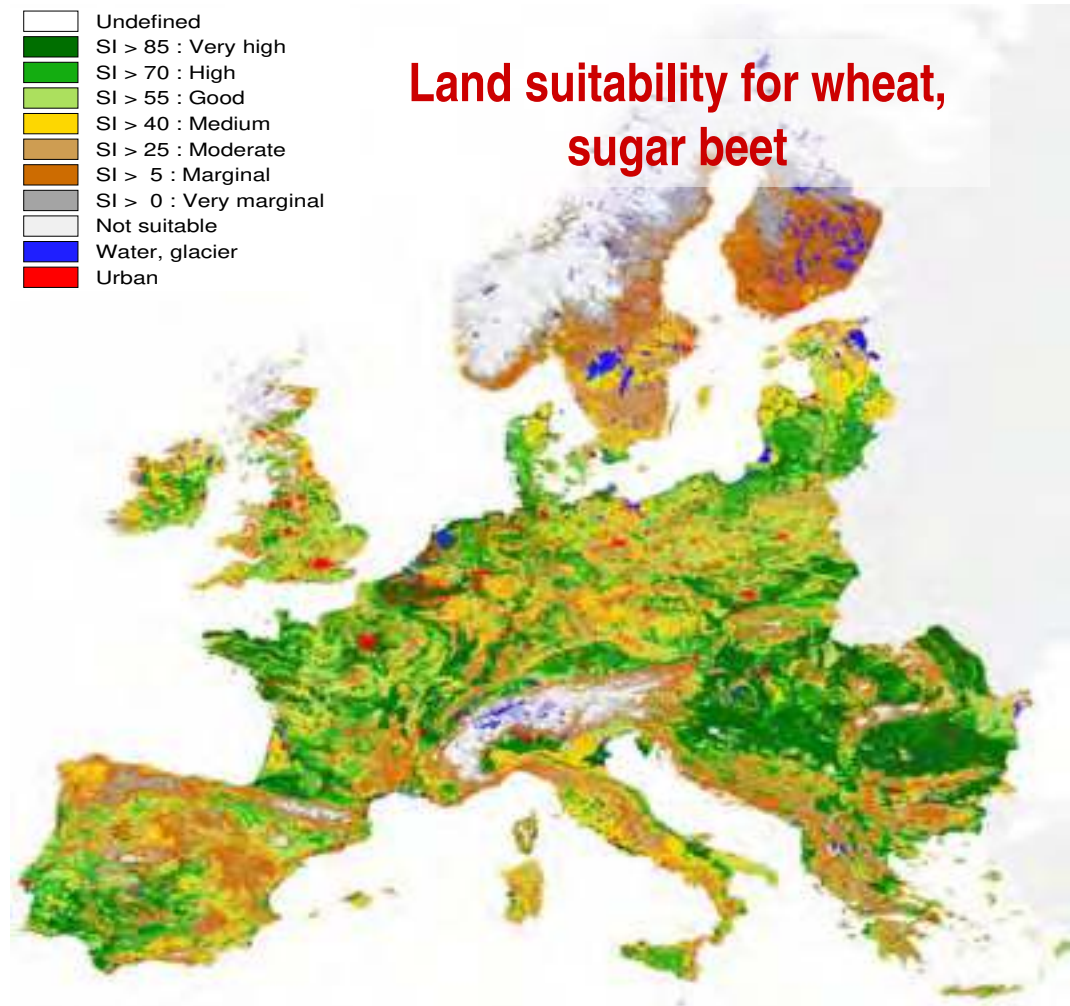 Undefined
SI > 85 : Very high
SI > 70 : High
SI > 55 : Good
SI > 40 : Medium
SI > 25 : Moderate
SI > 5 : Marginal
SI > 0 : Very marginal
Not suitable
Water, glacier
Urban
Land suitability for wheat,
sugar beet